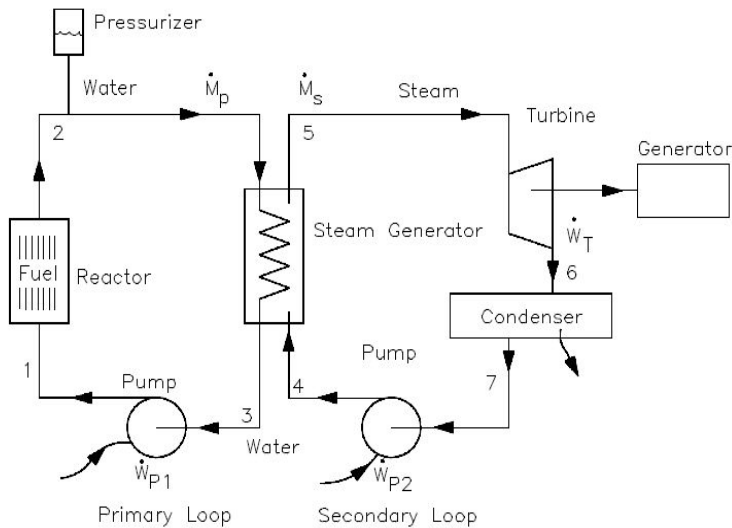 Pressurizer
Water
Ṁp
Ṁs
Steam
2
5
Turbine
Generator
Steam Generator
ẆT
Fuel
Reactor
6
Condenser
1
Pump
Pump
7
4
3
Water
ẆP1
ẆP2
Primary Loop
Secondary Loop